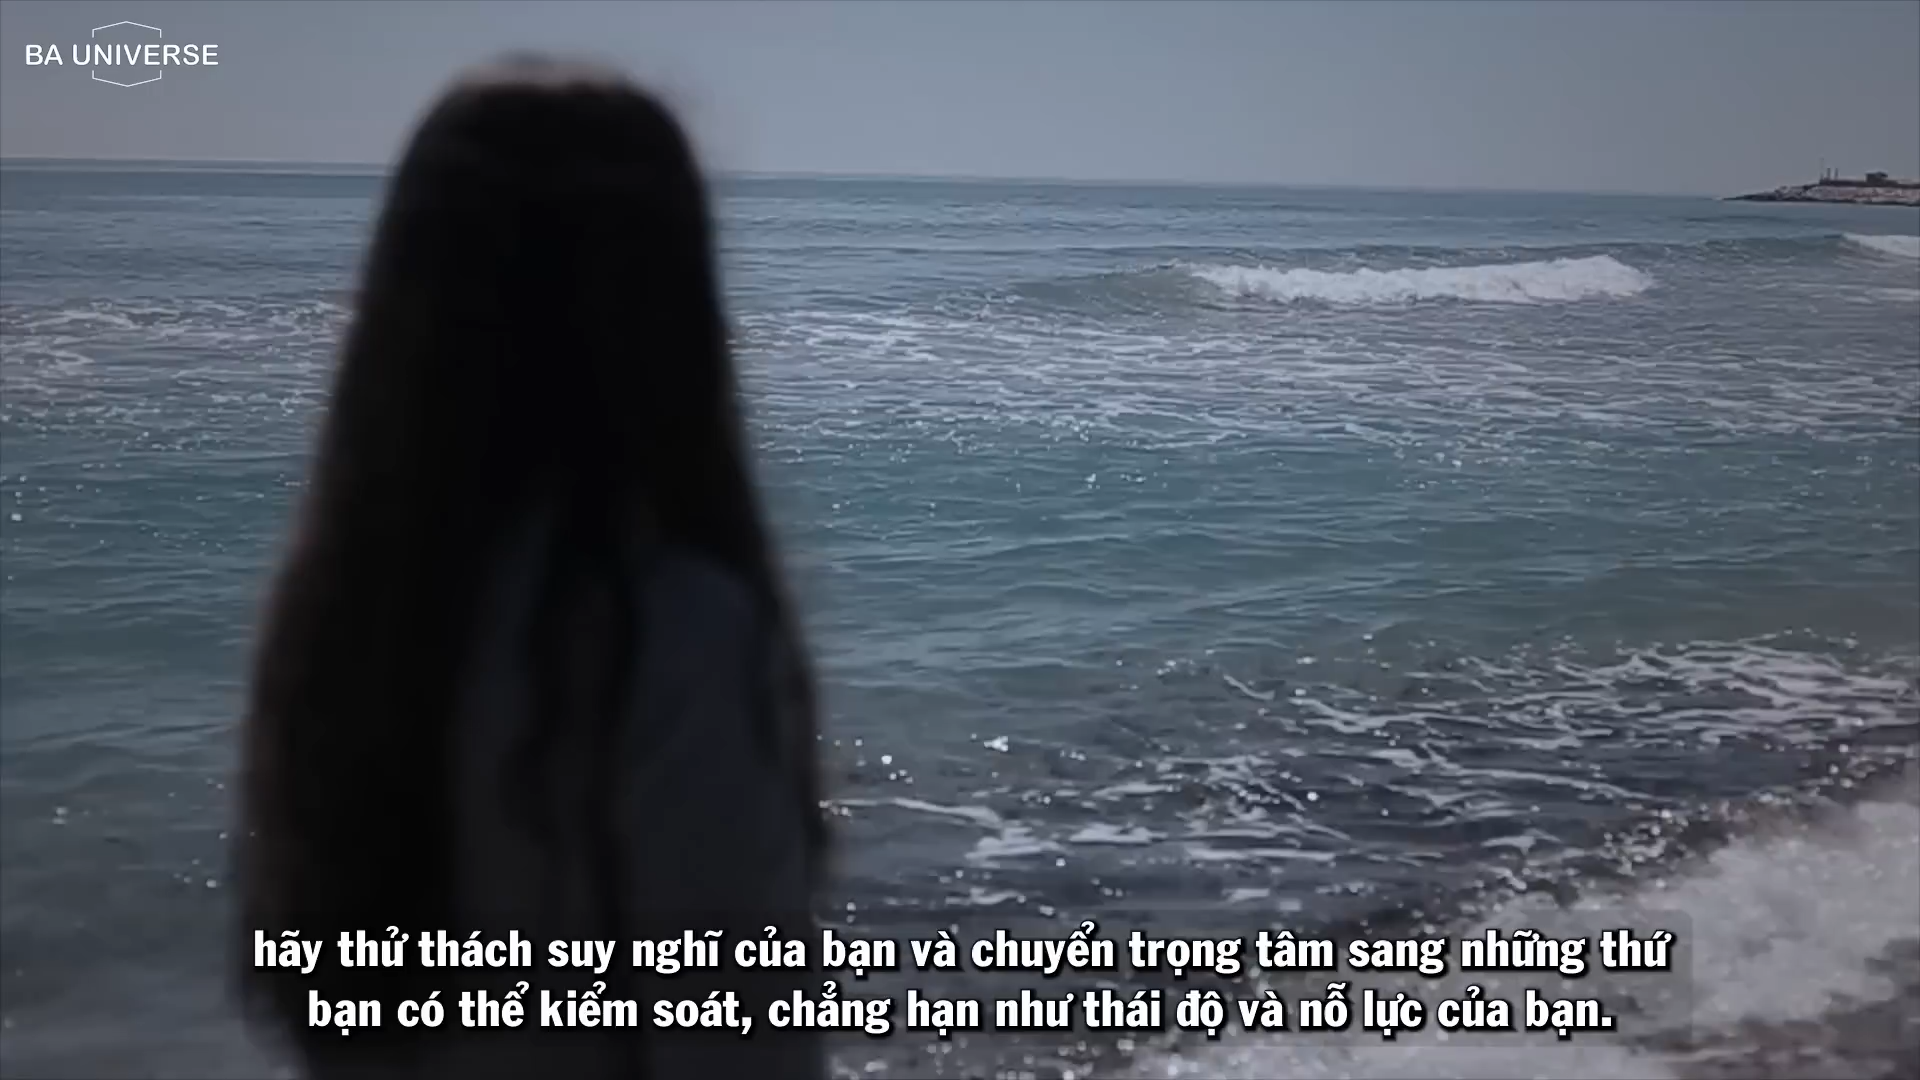 BA UNIVERSE
hãy thử thách suy nghĩ của bạn và chuyển trọng tâm sang những thứ
bạn có thể kiểm soát, chẳng hạn như thái độ và nỗ lực của bạn.